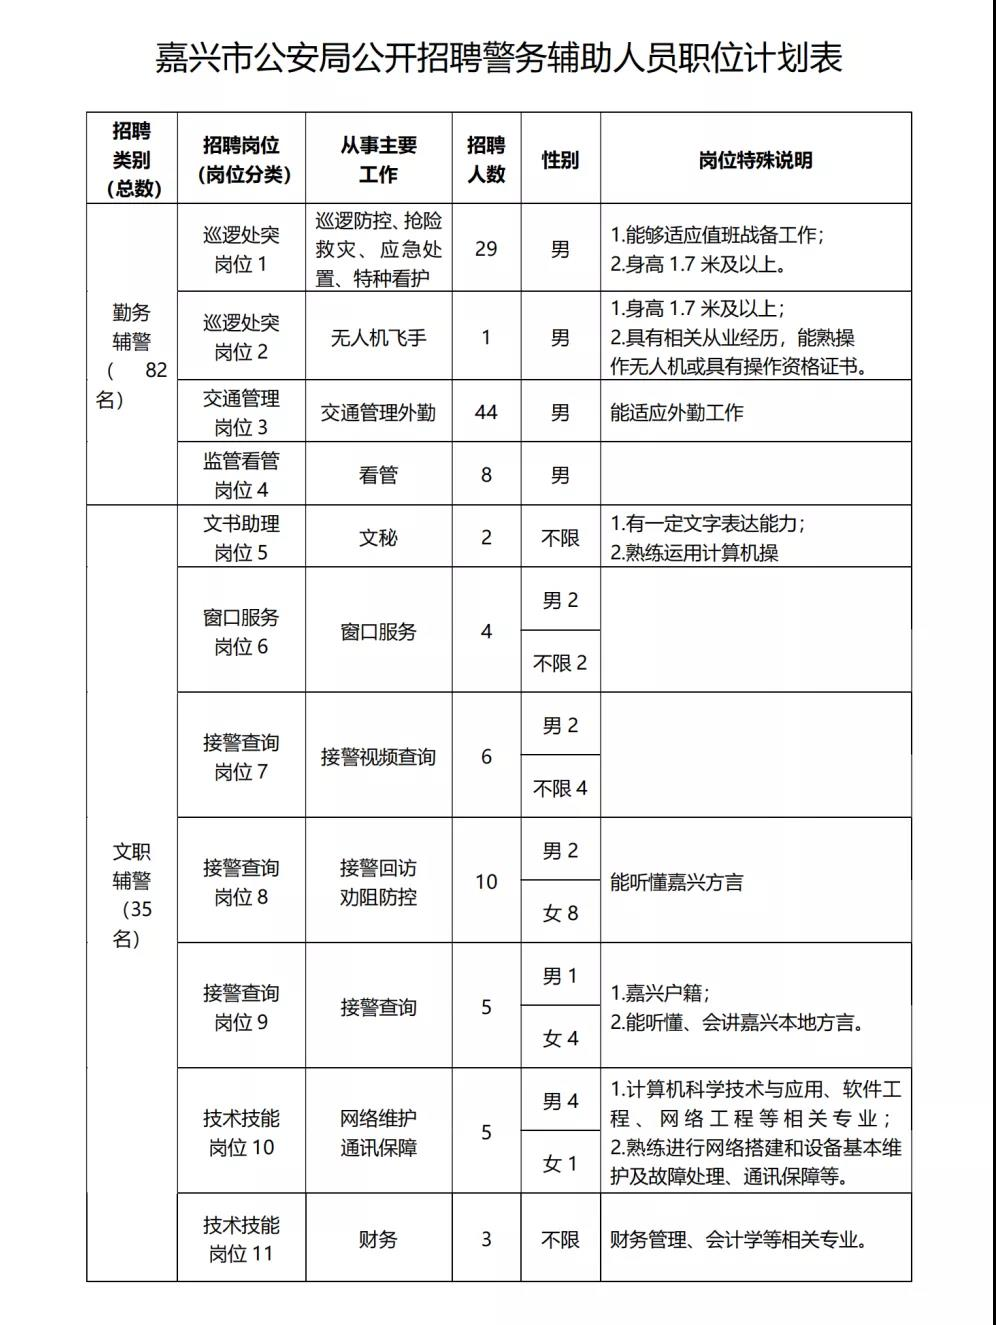 嘉兴市公安局公开招聘警务辅助人员职位计划表
招聘
类别
（总数）
招聘岗位
（岗位分类）
从事主要
工作
招聘
人数
性别
岗位特殊说明
勤务
辅警
（ 82
名）
巡逻处突
岗位 1
巡逻防控、抢险
救灾、应急处
置、特种看护
29
男
1.能够适应值班战备工作；
2.身高 1.7 米及以上。
巡逻处突
岗位 2
无人机飞手
1
男
1.身高 1.7 米及以上；
2.具有相关从业经历，能熟操
作无人机或具有操作资格证书。
交通管理
岗位 3
交通管理外勤
44
男
能适应外勤工作
监管看管
岗位 4
看管
8
男
文职
辅警
（35
名）
文书助理
岗位 5
文秘
2
不限
1.有一定文字表达能力；
2.熟练运用计算机操
窗口服务
岗位 6
窗口服务
4
男 2
不限 2
接警查询
岗位 7
接警视频查询
6
男 2
不限 4
接警查询
岗位 8
接警回访
劝阻防控
10
男 2
女 8
能听懂嘉兴方言
接警查询
岗位 9
接警查询
5
男 1
女 4
1.嘉兴户籍；
2.能听懂、会讲嘉兴本地方言。
技术技能
岗位 10
网络维护
通讯保障
5
男 4
女 1
1.计算机科学技术与应用、软件工
程、网络工程等相关专业；
2.熟练进行网络搭建和设备基本维
护及故障处理、通讯保障等。
技术技能
岗位 11
财务
3
不限
财务管理、会计学等相关专业。